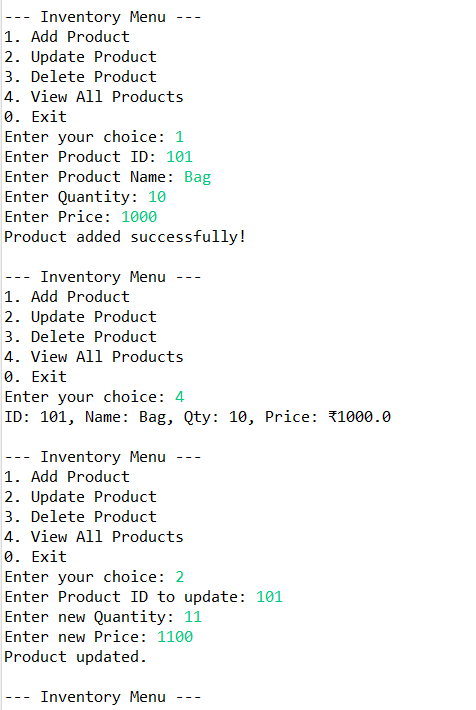 --- Inventory Menu ---
1. Add Product
2. Update Product
3. Delete Product
4. View All Products
0. Exit
Enter your choice: 1
Enter Product ID: 101
Enter Product Name: Bag
Enter Quantity: 10
Enter Price: 1000
Product added successfully!
--- Inventory Menu ---
1. Add Product
2. Update Product
3. Delete Product
4. View All Products
0. Exit
Enter your choice: 4
ID: 101, Name: Bag, Qty: 10, Price: ₹1000.0
--- Inventory Menu ---
1. Add Product
2. Update Product
3. Delete Product
4. View All Products
0. Exit
Enter your choice: 2
Enter Product ID to update: 101
Enter new Quantity: 11
Enter new Price: 1100
Product updated.
--- Inventory Menu ---